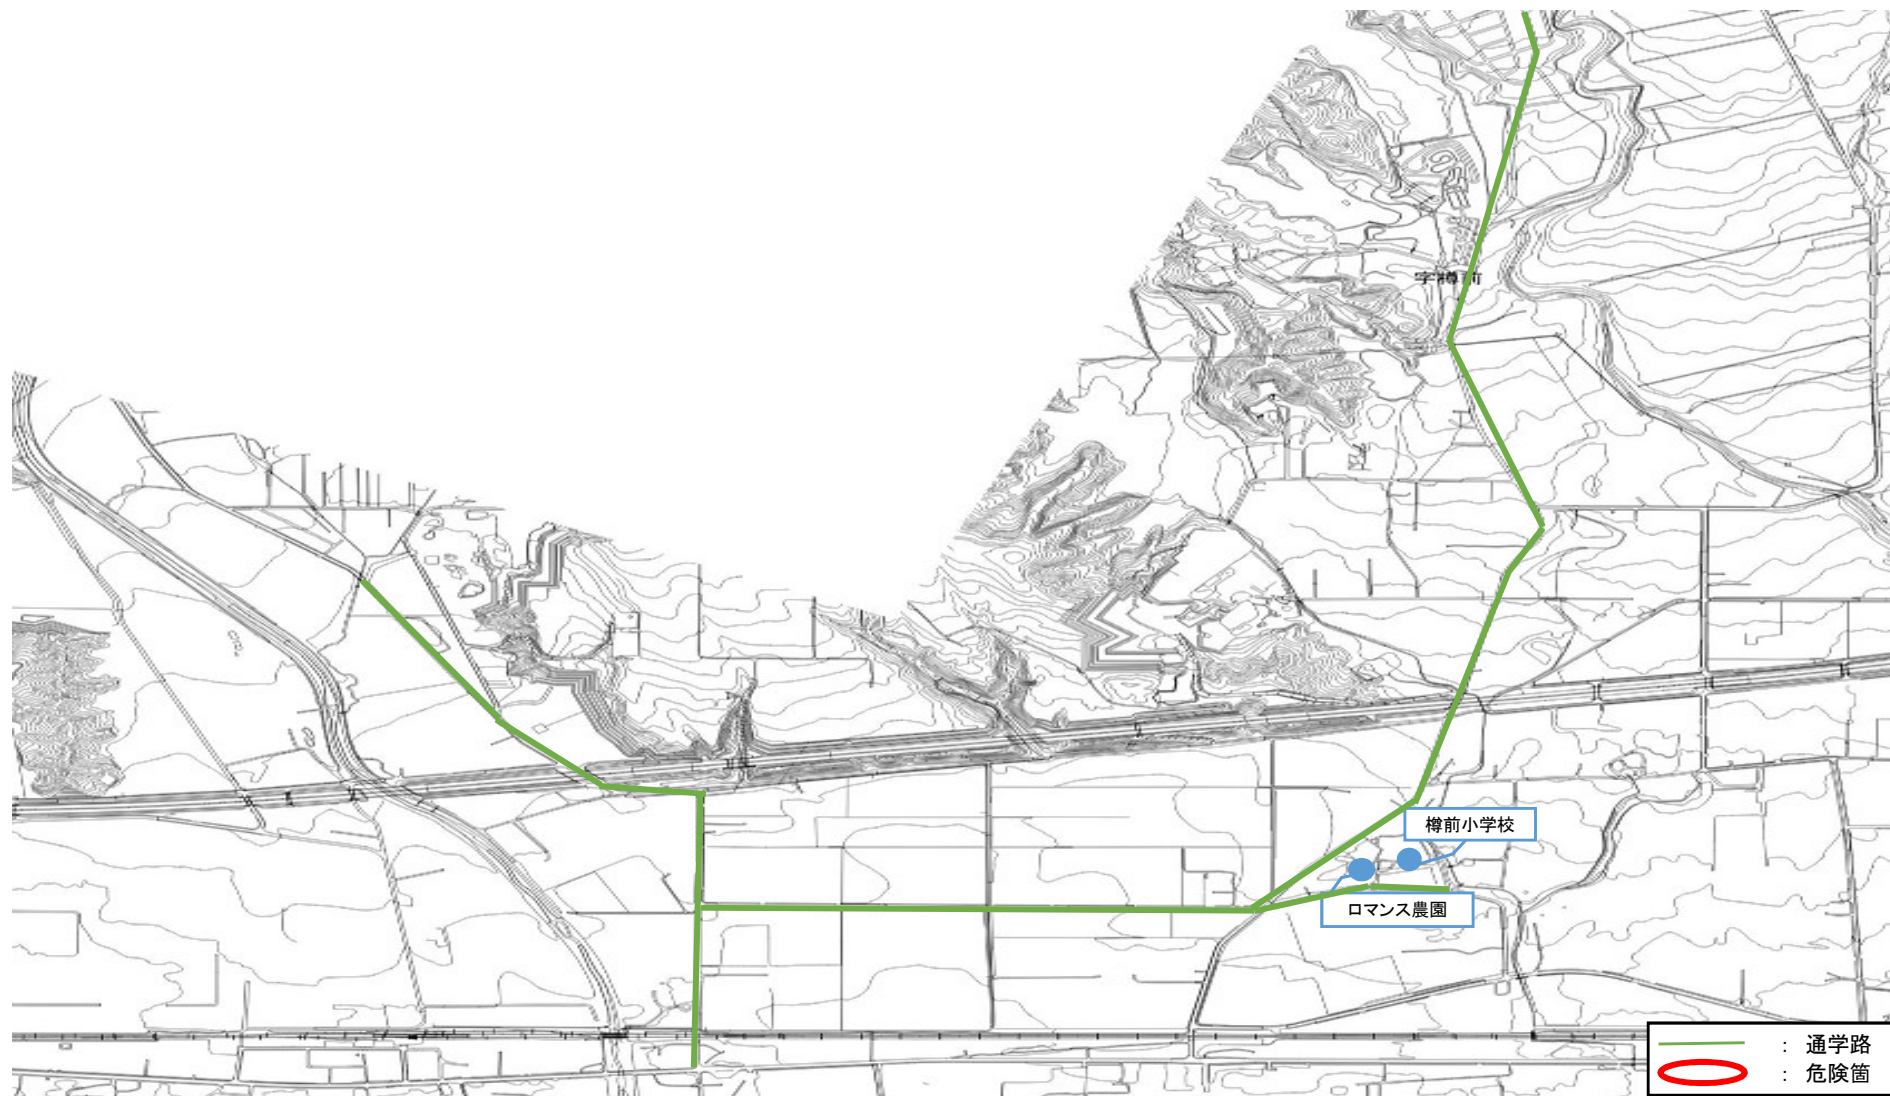 字樽前
樽前小学校
ロマンス農園
: 通学路
: 危険箇